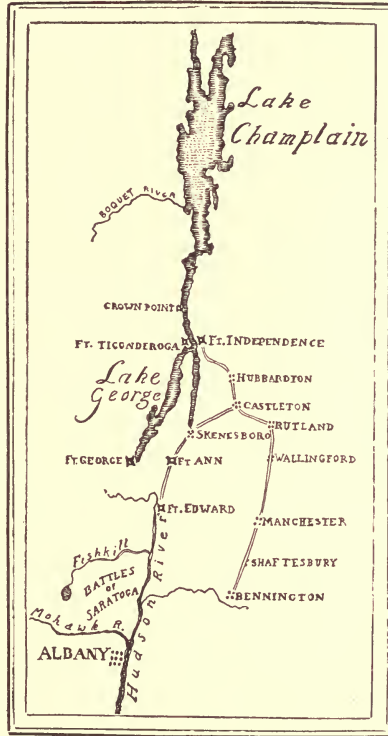 Lake
Champlain
BOQUET RIVER
CROWN POINT
FT. TICONDEROGA
FT. INDEPENDENCE
Lake
George
HUBBARDTON
CASTLETON
RUTLAND
SKENESBORO
FT. GEORGE
FT ANN
WALLINGFORD
FT. EDWARD
MANCHESTER
Fishkill
BATTLES
OF
SARATOGA
SHAFTESBURY
BENNINGTON
Mohawk R.
Hudson River
ALBANY